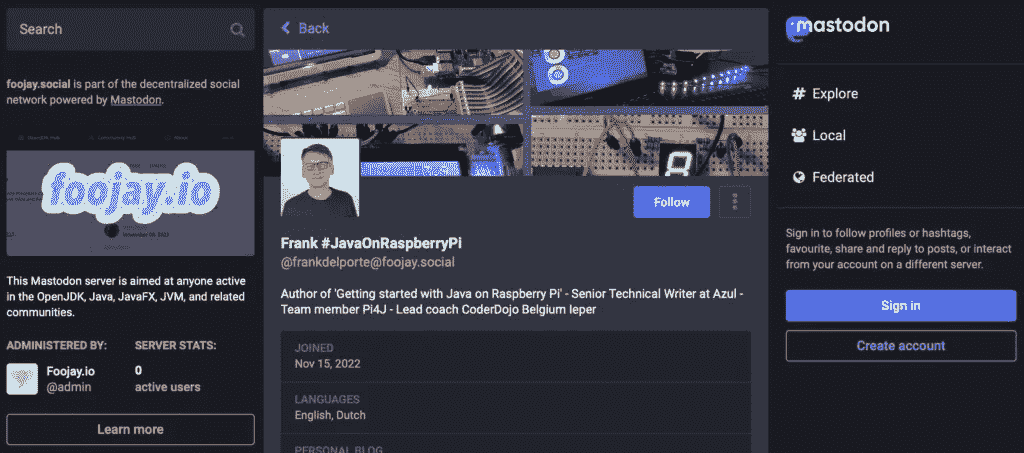 Search
foojay.social is part of the decentralized social
network powered by Mastodon.
foojay.io
This Mastodon server is aimed at anyone active
in the OpenJDK, Java, JavaFX, JVM, and related
communities.
ADMINISTERED BY:
Foojay.io
@admin
SERVER STATS:
0
active users
Learn more
Back
Follow
Frank #JavaOnRaspberryPi
@frankdelporte@foojay.social
Author of 'Getting started with Java on Raspberry Pi' - Senior Technical Writer at Azul -
Team member Pi4J - Lead coach CoderDojo Belgium Ieper
JOINED
Nov 15, 2022
LANGUAGES
English, Dutch
PERSONAL BLOG
mastodon
# Explore
Local
Federated
Sign in to follow profiles or hashtags,
favourite, share and reply to posts, or interact
from your account on a different server.
Sign in
Create account